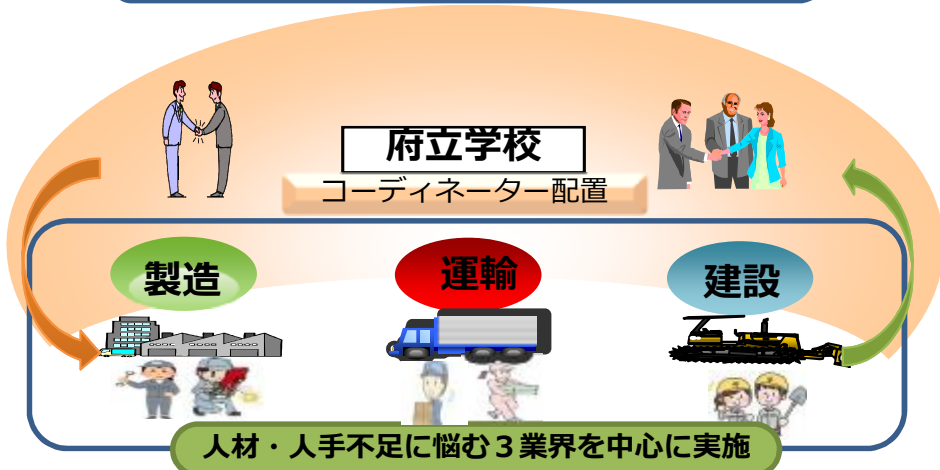 府立学校
コーディネーター配置
製造
運輸
建設
人材・人手不足に悩む３業界を中心に実施